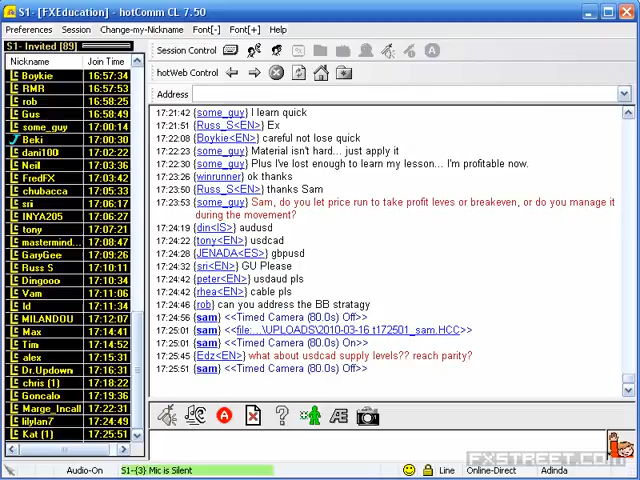 S1- [FXEducation] - hotComm CL 7.50
Preferences Session Change-my-Nickname Font[-] Font[+] Help
S1- Invited [89]
Nickname Join Time
Boykie 16:57:34
RMR 16:57:53
rob 16:58:25
Gus 16:58:30
some_guy 17:00:14
Beki 17:00:30
dani100 17:02:22
Neil 17:03:36
FredFX 17:03:42
chubacca 17:05:33
sri 17:06:27
INYA205 17:06:27
tony 17:07:21
mastermind... 17:08:47
GaryGee 17:09:26
Russ S 17:10:11
Dingooo 17:10:34
Vam 17:11:06
Id 17:11:34
MILANDOU 17:12:07
Max 17:14:41
Tim 17:14:52
alex 17:15:31
Dr.Updown 17:16:31
chris (1) 17:18:22
Goncalo 17:19:36
Marge_Incall 17:22:31
lilylan7 17:24:49
Kat (1) 17:25:51
Session Control
hotWeb Control
Address
17:21:42 {some_guy} I learn quick
17:21:51 {Russ_S<EN>} Ex
17:22:08 {Boykie<EN>} careful not lose quick
17:22:23 {some_guy} Material isn't hard... just apply it
17:22:30 {some_guy} Plus I've lost enough to learn my lesson... I'm profitable now.
17:23:26 {winrunner} ok thanks
17:23:50 {Russ_S<EN>} thanks Sam
17:23:53 {some_guy} Sam, do you let price run to take profit leves or breakeven, or do you manage it
during the movement?
17:24:19 {din<IS>} audusd
17:24:22 {tony<EN>} usdcad
17:24:28 {JENADA<ES>} gbpusd
17:24:32 {sri<EN>} GU Please
17:24:42 {peter<EN>} usdaud pls
17:24:42 {rhea<EN>} cable pls
17:24:46 {rob} can you address the BB stratagy
17:24:56 {sam} <<Timed Camera (80.0s) Off>>
17:25:01 {sam} <<file:...\UPLOADS\2010-03-16 t172501_sam.HCC>>
17:25:01 {sam} <<Timed Camera (80.0s) On>>
17:25:45 {Edz<EN>} what about usdcad supply levels?? reach parity?
17:25:51 {sam} <<Timed Camera (80.0s) Off>>
FXSTREET.COM
Audio-On S1-{3} Mic is Silent Line Online-Direct Adinda